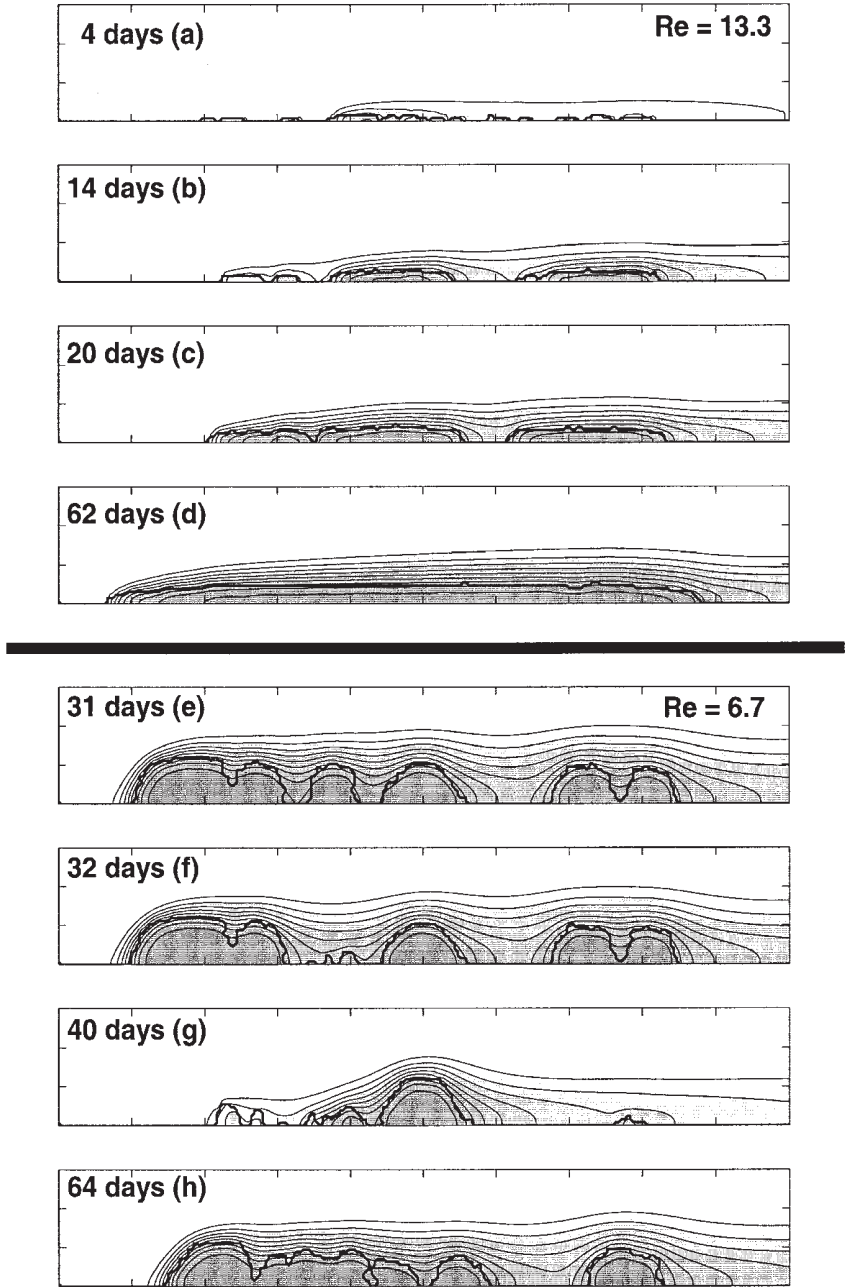 4 days (a)
Re = 13.3
14 days (b)
20 days (c)
62 days (d)
31 days (e)
Re = 6.7
32 days (f)
40 days (g)
64 days (h)